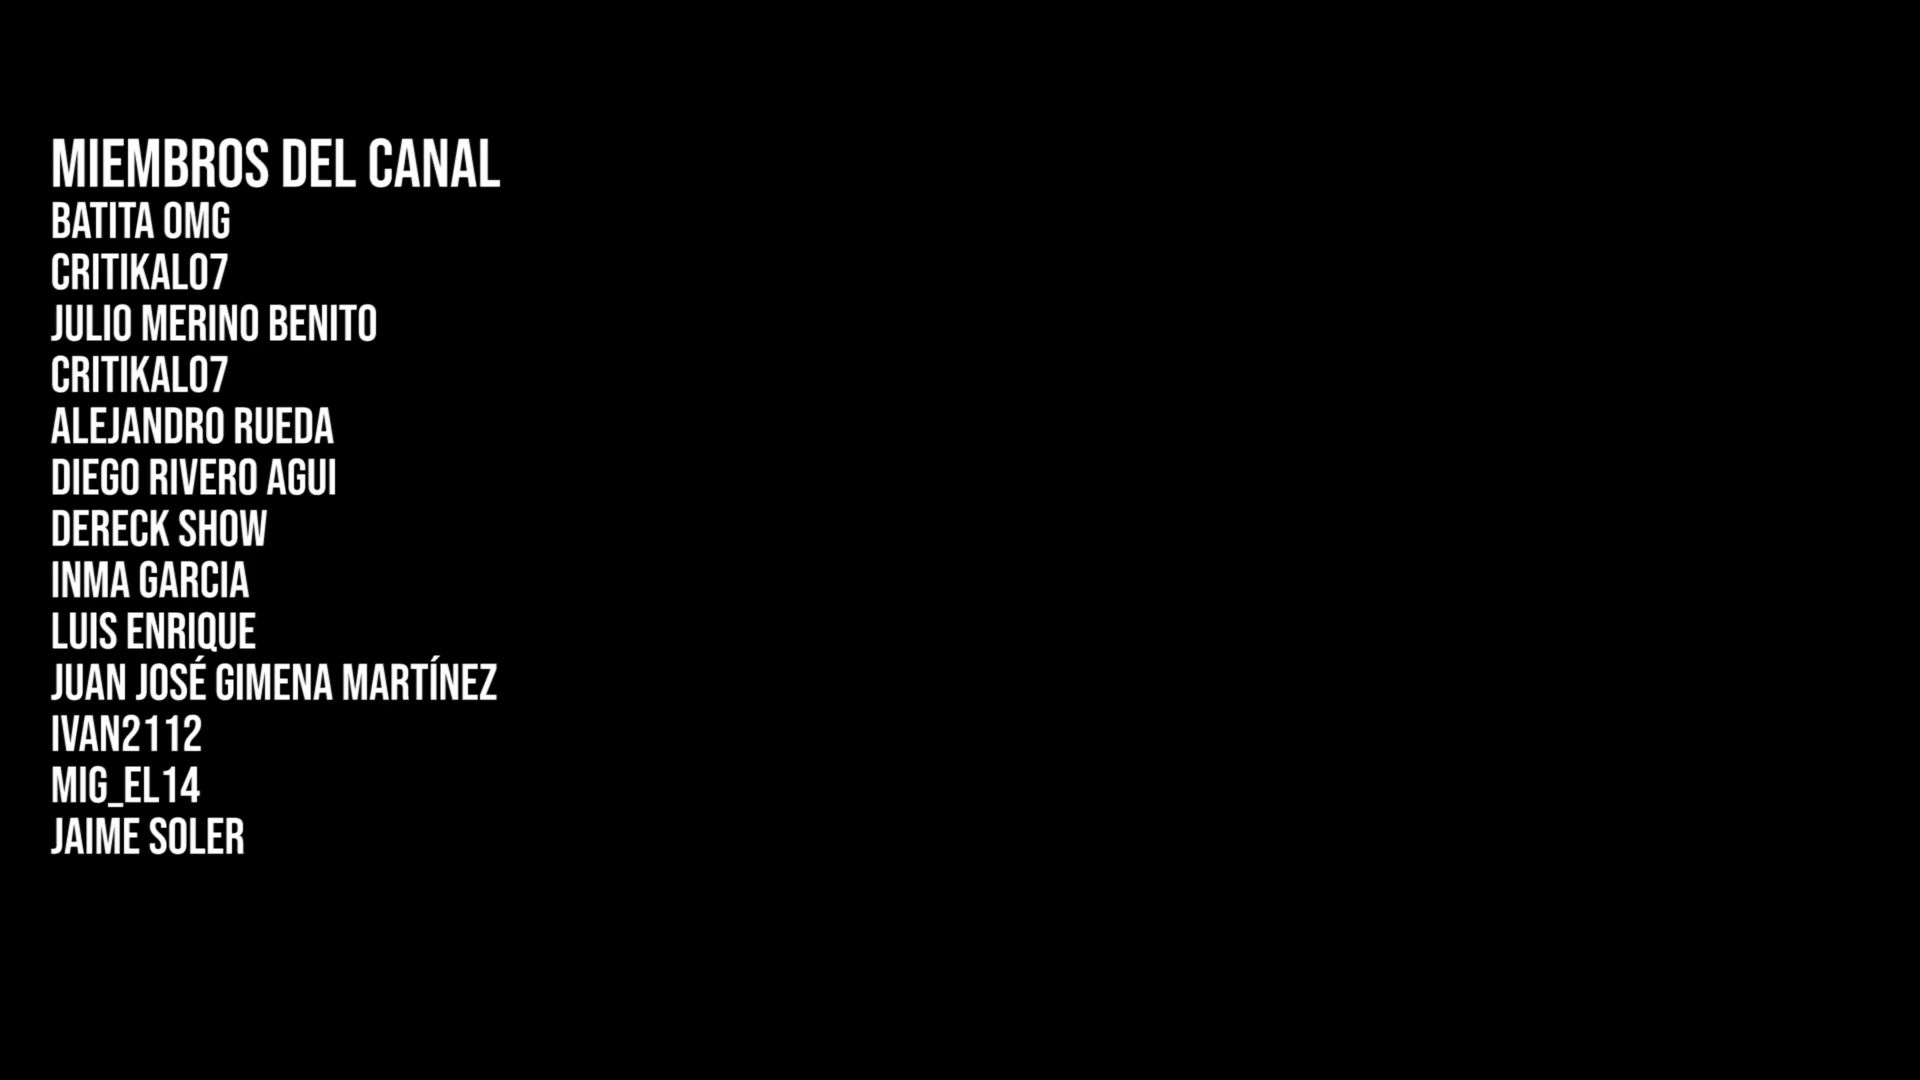 MIEMBROS DEL CANAL
BATITA OMG
CRITIKAL07
JULIO MERINO BENITO
CRITIKAL07
ALEJANDRO RUEDA
DIEGO RIVERO AGUI
DERECK SHOW
INMA GARCIA
LUIS ENRIQUE
JUAN JOSÉ GIMENA MARTÍNEZ
IVAN2112
MIG_EL14
JAIME SOLER